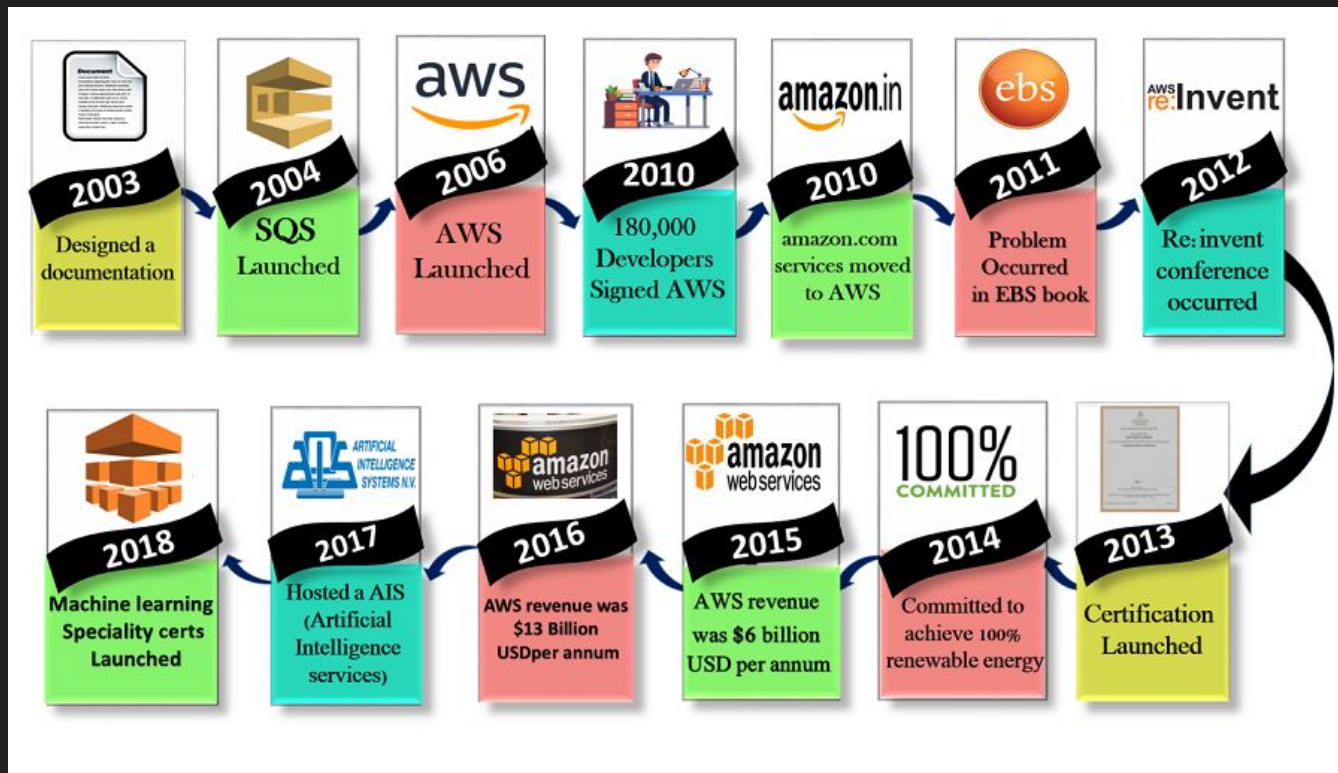 Document
2003
Designed a
documentation
2004
SQS
Launched
aws
2006
AWS
Launched
2010
180,000
Developers
Signed AWS
amazon.in
2010
amazon.com
services moved
to AWS
ebs
2011
Problem
Occurred
in EBS book
AWS
re:Invent
2012
Re: invent
conference
occurred
2013
Certification
Launched
100%
COMMITTED
2014
Committed to
achieve 100%
renewable energy
amazon
webservices
2015
AWS revenue
was $6 billion
USD per annum
amazon
webservices
2016
AWS revenue was
$13 Billion
USDper annum
ARTIFICIAL
INTELLIGENCE
SYSTEMS N.V.
2017
Hosted a AIS
(Artificial
Intelligence
services)
2018
Machine learning
Speciality certs
Launched